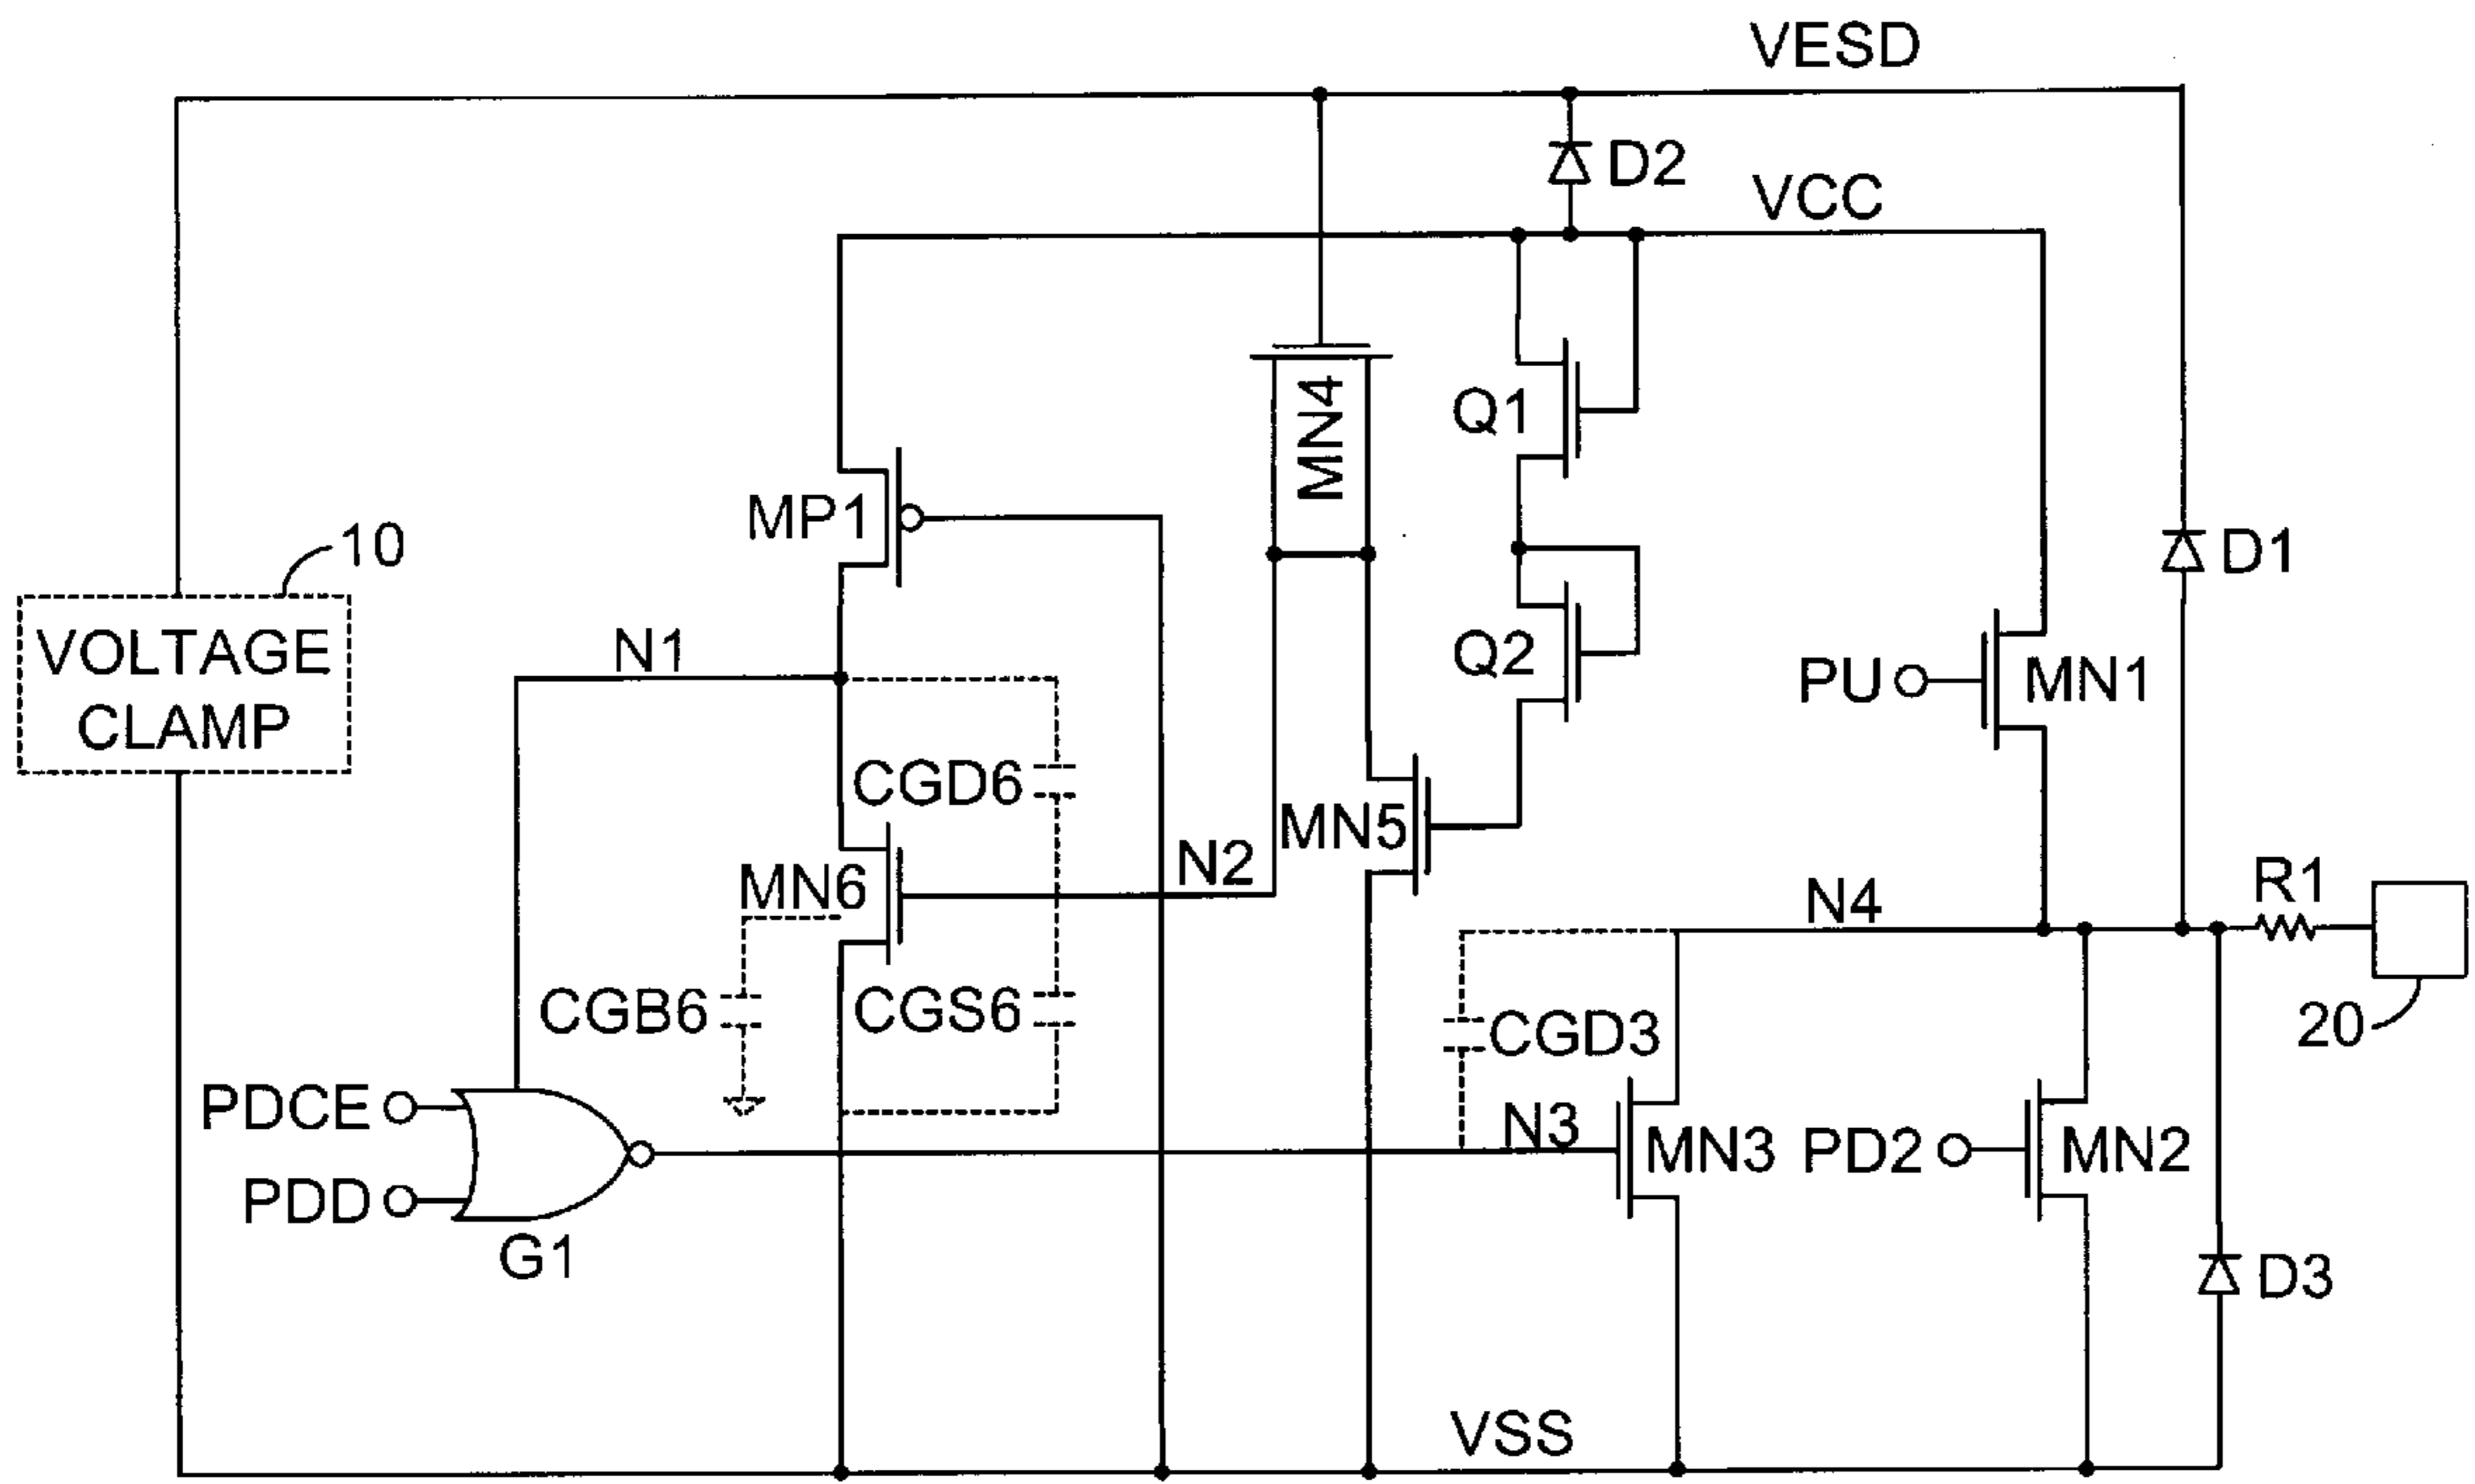 VESD
D2
VCC
MN4
Q1
MP1
10
D1
VOLTAGE
CLAMP
N1
Q2
PU
MN1
CGD6
MN5
MN6
N2
N4
R1
CGB6
CGS6
CGD3
20
PDCE
N3
MN3
PD2
MN2
PDD
G1
D3
VSS